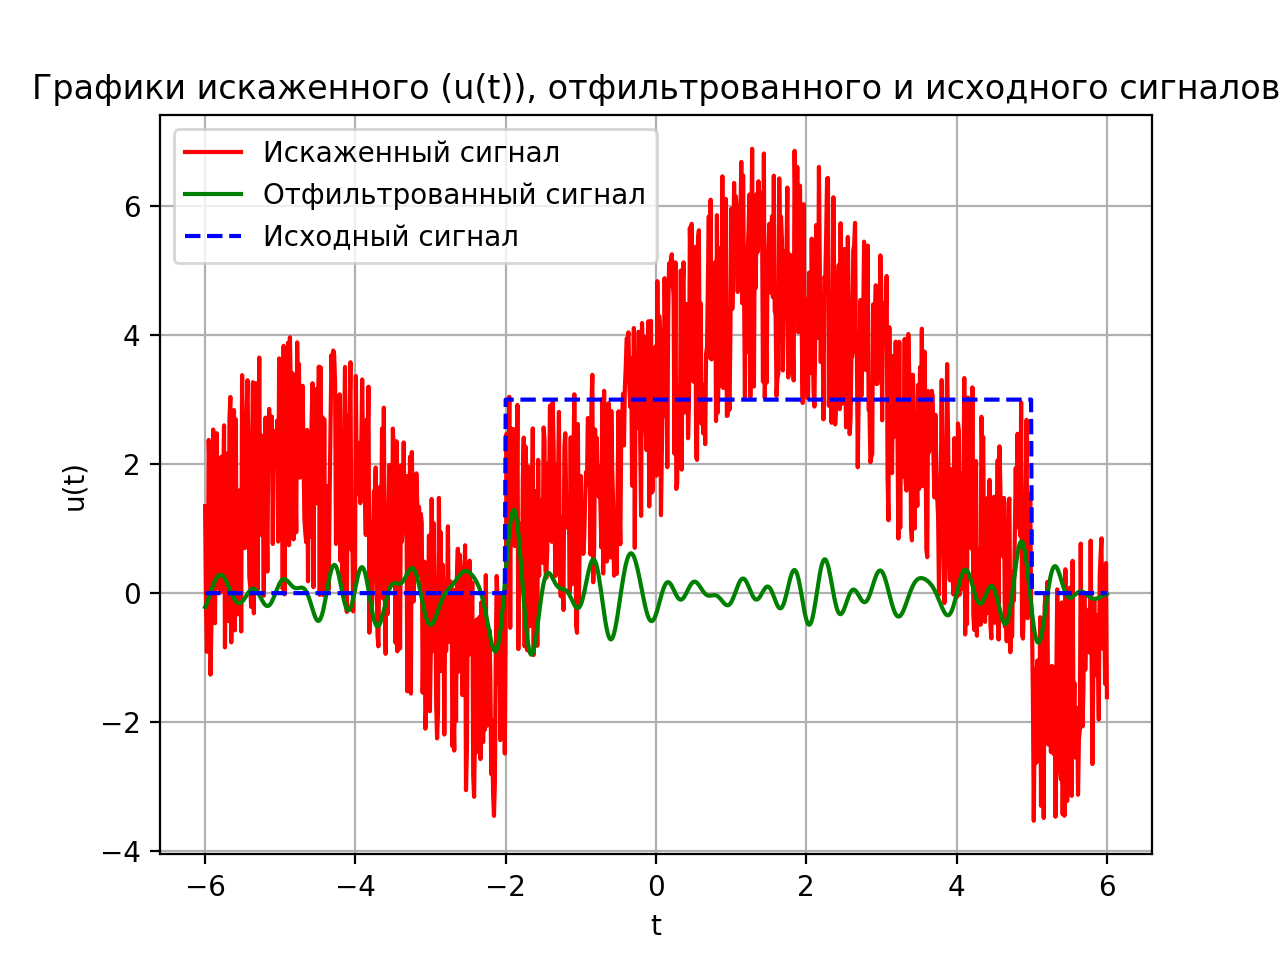 Графики искаженного (u(t)), отфильтрованного и исходного сигналов
Искаженный сигнал
Отфильтрованный сигнал
Исходный сигнал
6
4
2
0
−2
−4
u(t)
−6 −4 −2 0 2 4 6
t